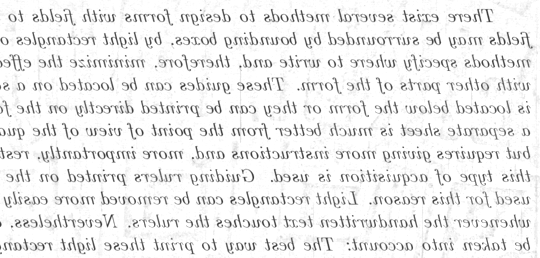 There exist several methods to design forms with fields to
fields may be surrounded by bounding boxes, by light rectangles o
methods specify where to write and, therefore, minimize the effe
with other parts of the form. These guides can be located on a s
is located below the form or they can be printed directly on the fo
a separate sheet is much better from the point of view of the qua
but requires giving more instructions and, more importantly, rest
this type of acquisition is used. Guiding rulers printed on the
used for this reason. Light rectangles can be removed more easily
whenever the handwritten text touches the rulers. Nevertheless,
be taken into account: The best way to print these light rectang